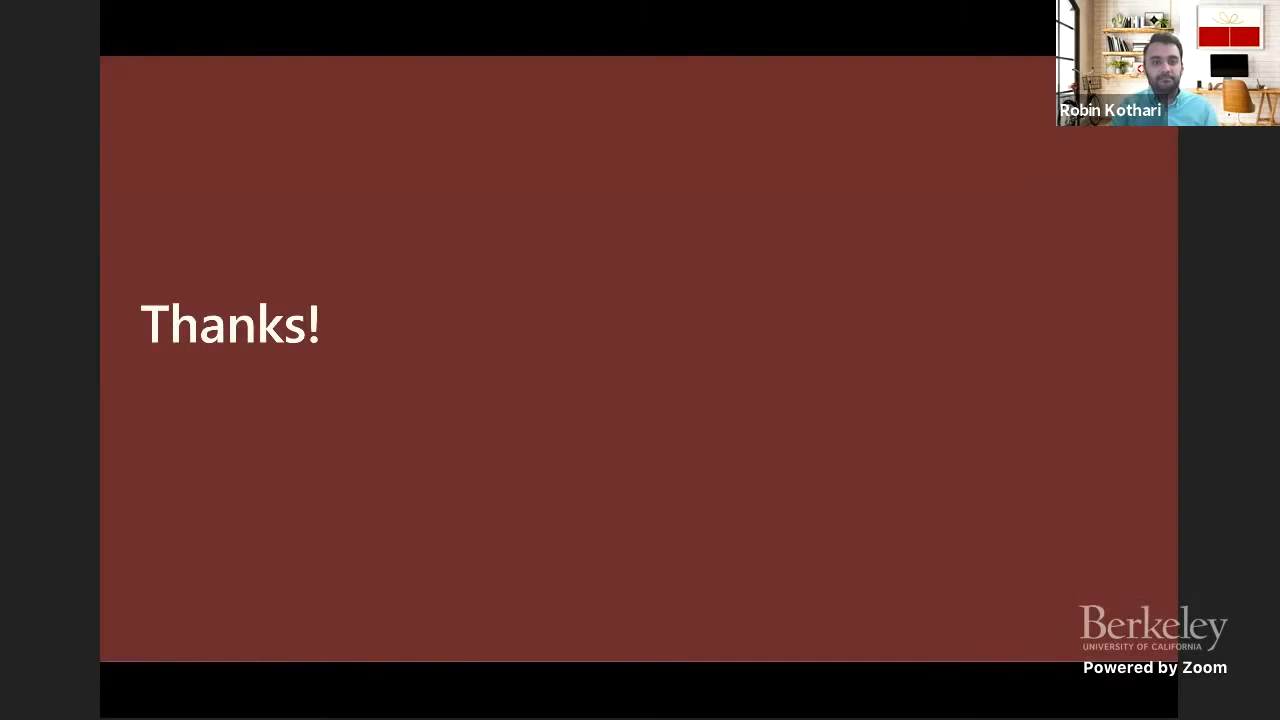 Robin Kothari
Thanks!
Berkeley
UNIVERSITY OF CALIFORNIA
Powered by Zoom